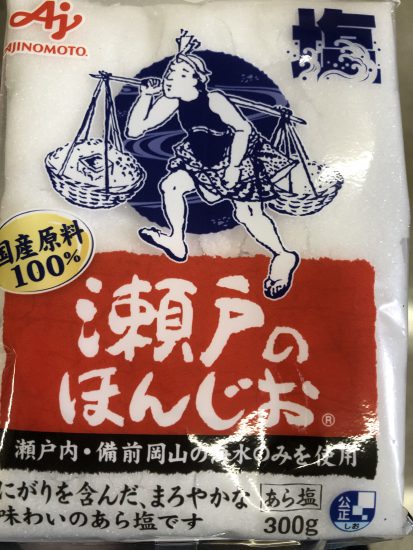 AJINOMOTO®
塩
国産原料
100%
瀬戸の
ほんじお®
瀬戸内・備前岡山の海水のみを使用
にがりを含んだ、まろやかな
味わいのあら塩です
あら塩
300g
公正
しお